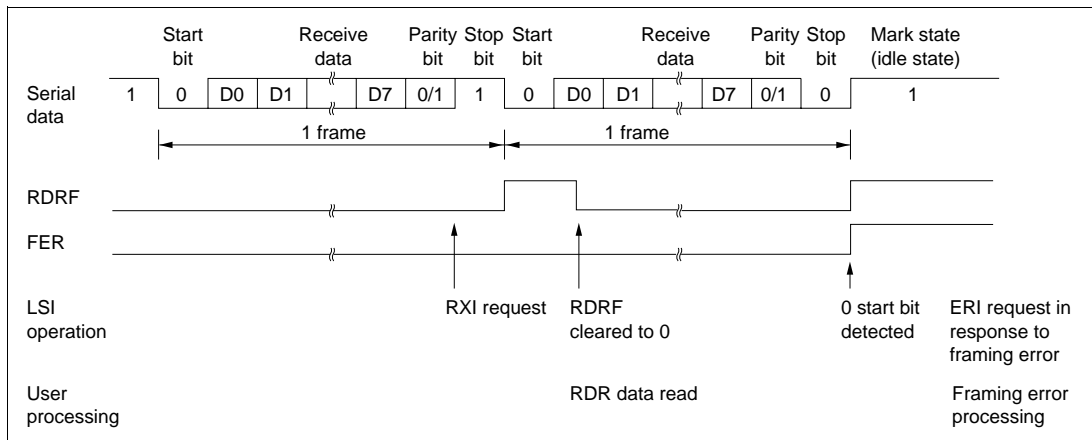 Start bit Receive data Parity bit Stop bit Start bit Receive data Parity bit Stop bit Mark state (idle state)
Serial data 1 0 D0 D1 D7 0/1 1 0 D0 D1 D7 0/1 0 1
1 frame 1 frame
RDRF
FER
LSI operation RXI request RDRF cleared to 0 0 start bit detected ERI request in response to framing error
User processing RDR data read Framing error processing